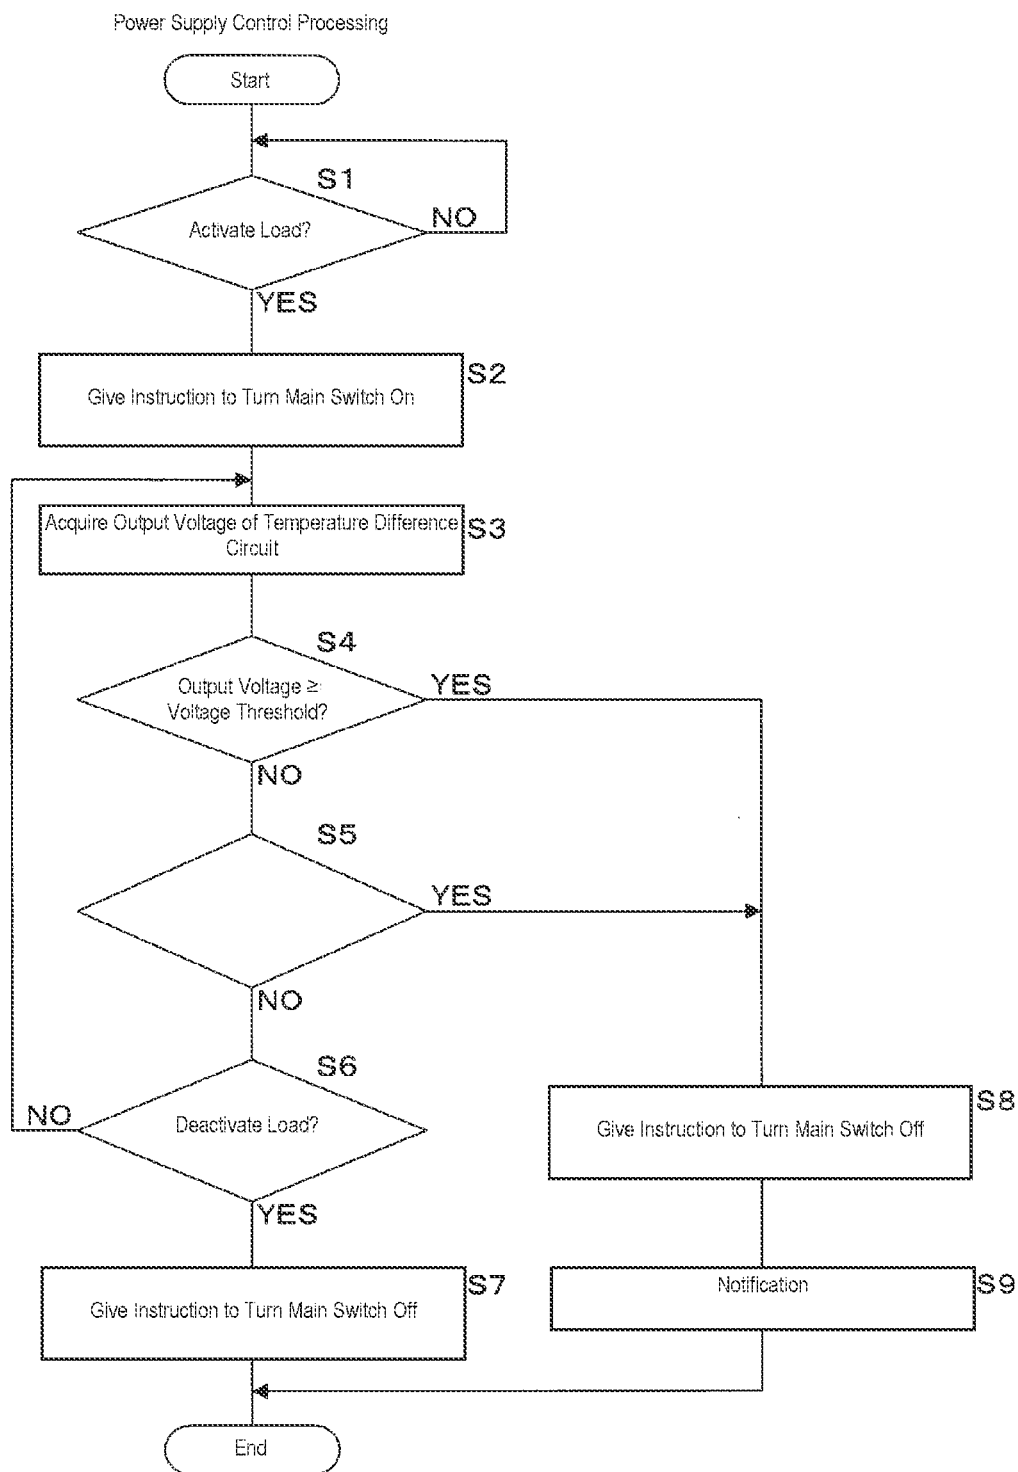 Power Supply Control Processing
Start
S1
Activate Load?
NO
YES
S2
Give Instruction to Turn Main Switch On
Acquire Output Voltage of Temperature Difference
Circuit
S3
S4
Output Voltage ≥
Voltage Threshold?
YES
NO
S5
YES
NO
S6
Deactivate Load?
NO
YES
S8
Give Instruction to Turn Main Switch Off
S7
Give Instruction to Turn Main Switch Off
Notification
S9
End